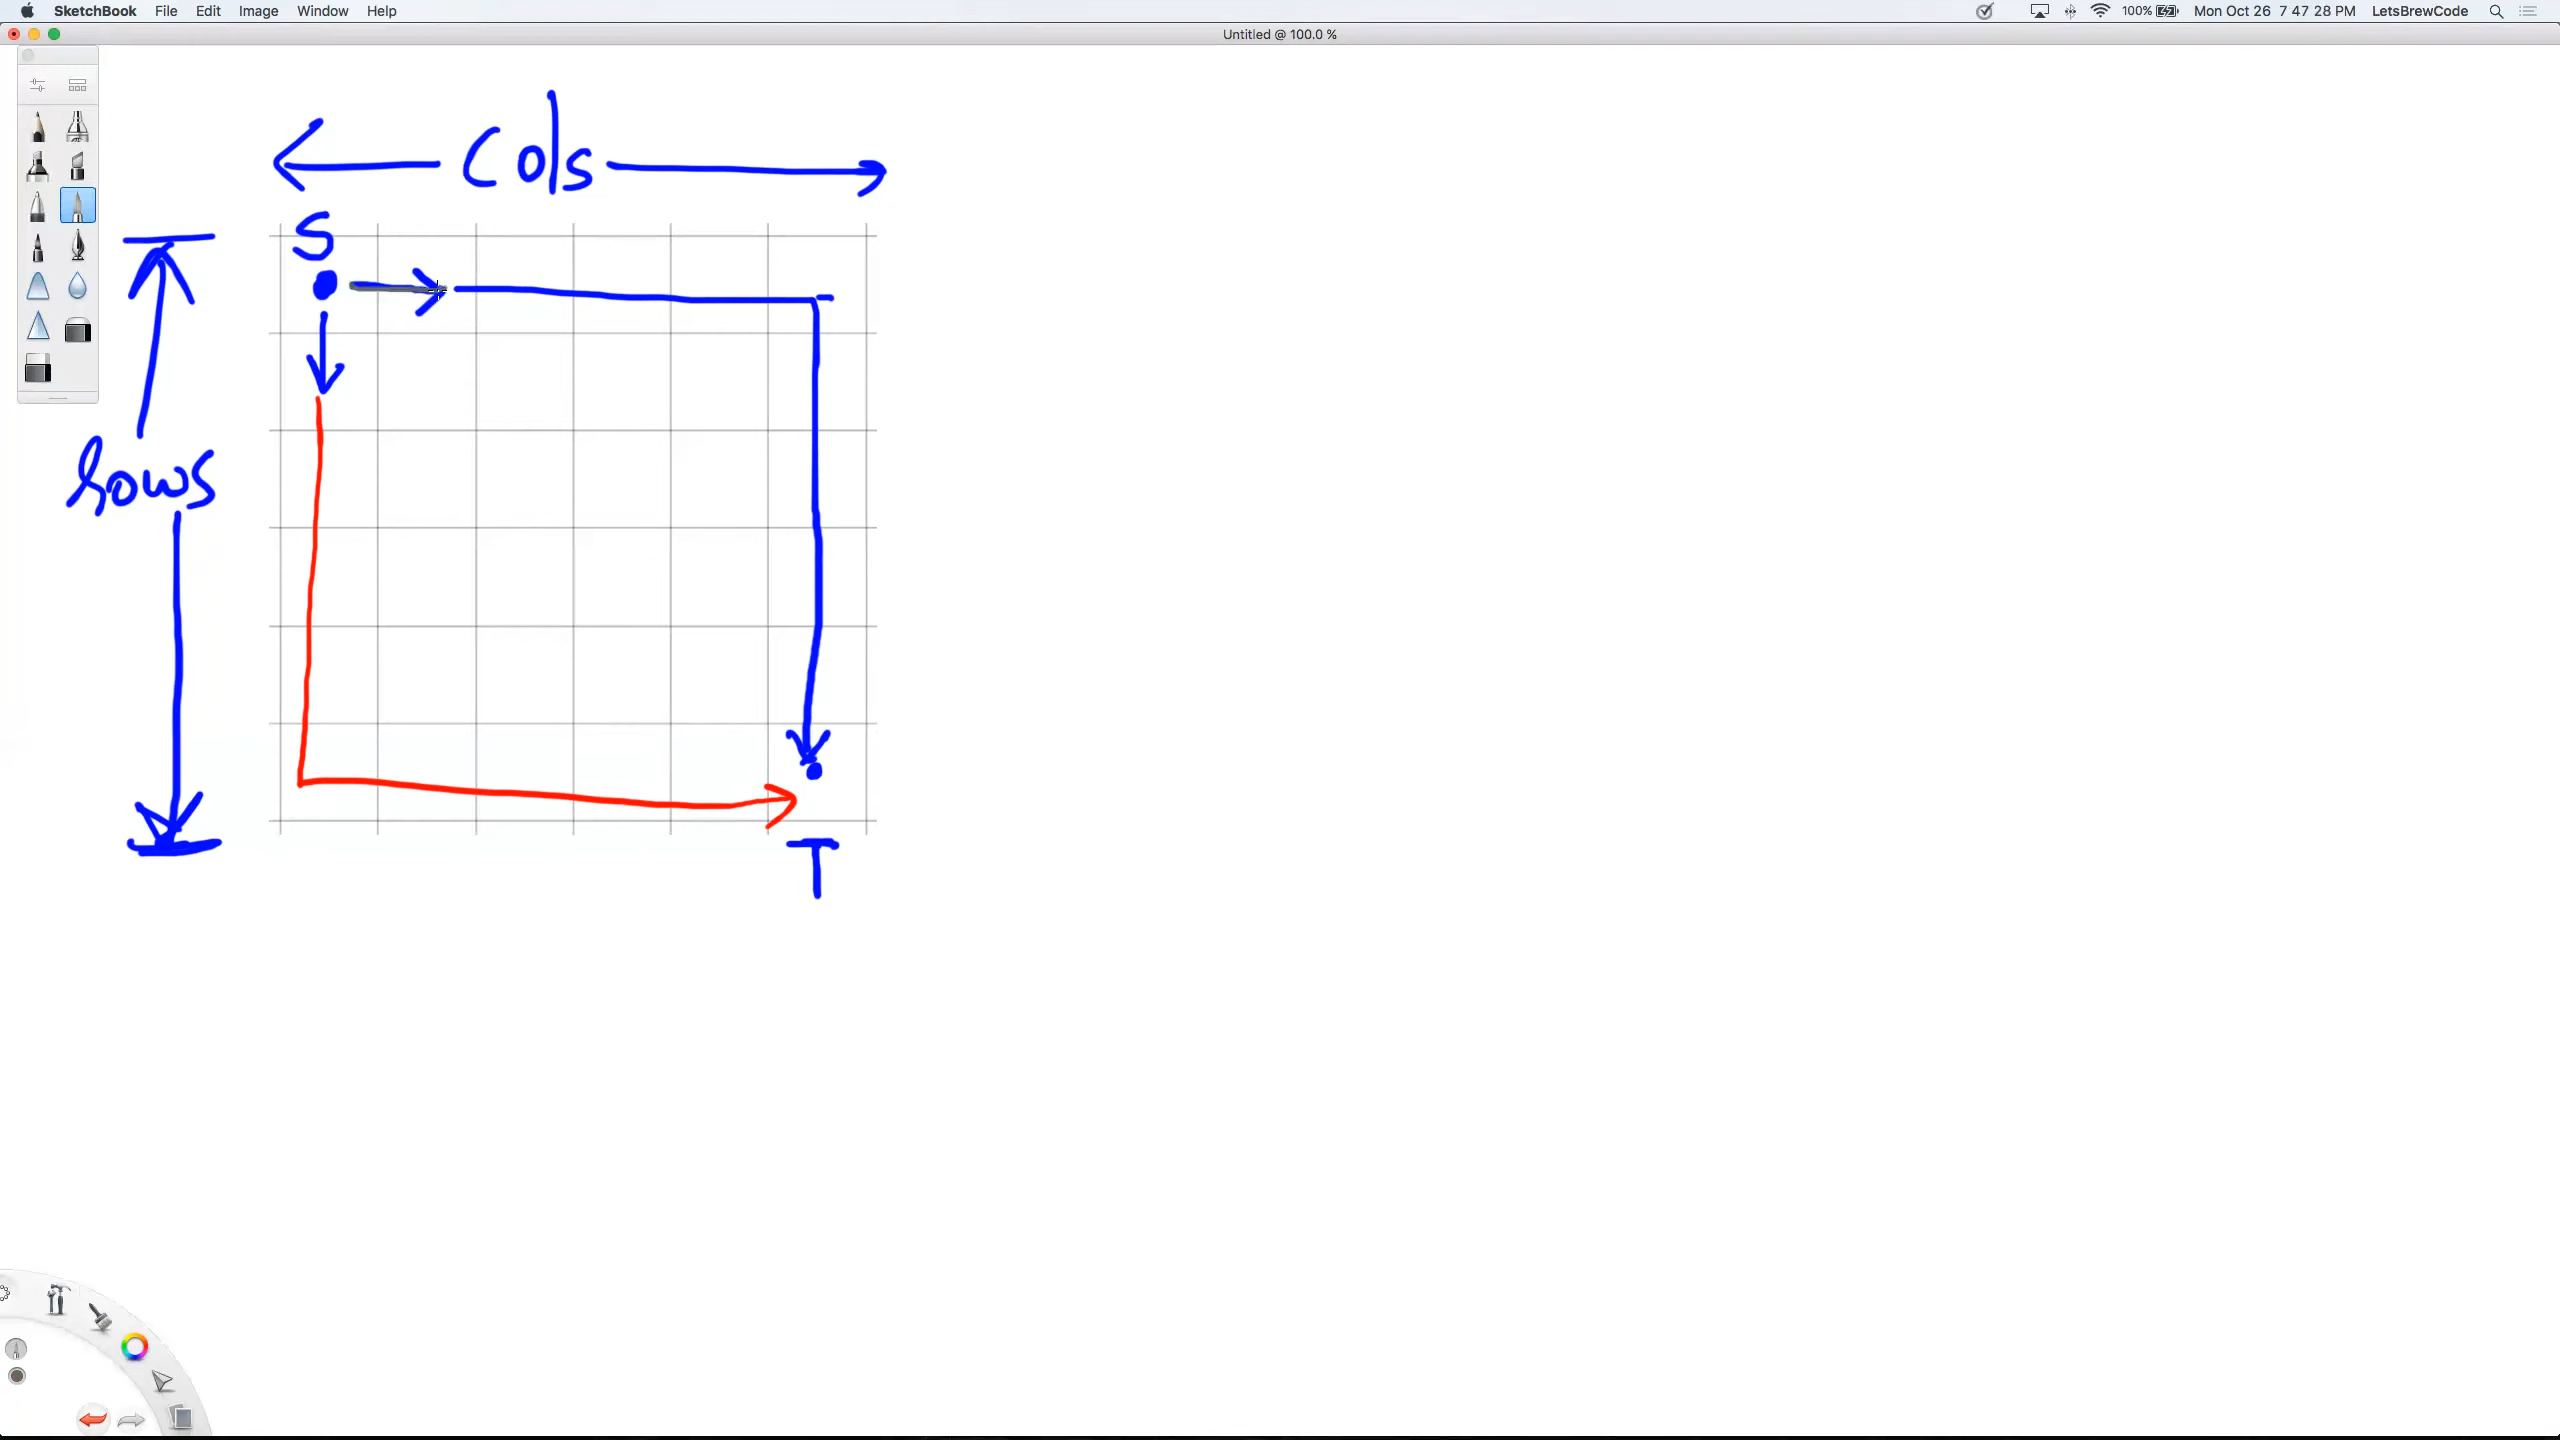 SketchBook File Edit Image Window Help 100% Mon Oct 26 7 47 28 PM LetsBrewCode
Untitled @ 100.0 %
Cols
S
rows
T